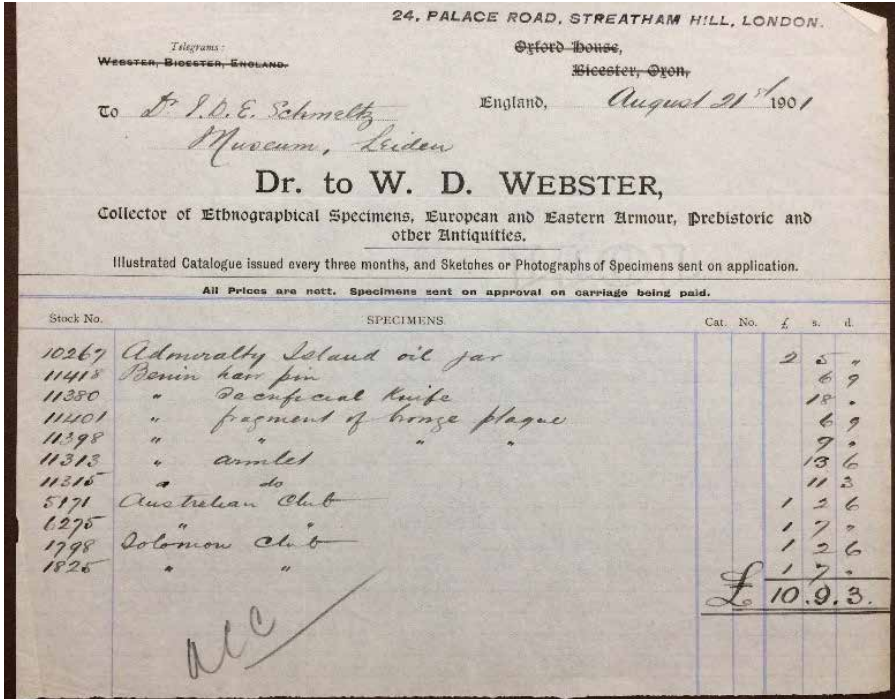 24, PALACE ROAD, STREATHAM HILL, LONDON.
Telegrams: Oxford House,
WEBSTER, BICESTER, ENGLAND. Bicester, Oxon,
To Dr J.D.E. Schmeltz England, August 21st 1901
Museum, Leiden
Dr. to W. D. WEBSTER,
Collector of Ethnographical Specimens, European and Eastern Armour, Prehistoric and
other Antiquities.
Illustrated Catalogue issued every three months, and Sketches or Photographs of Specimens sent on application.
All Prices are nett. Specimens sent on approval on carriage being paid.
Stock No. SPECIMENS. Cat. No. £ s. d.
10267 Admiralty Island oil jar 2 5 "
11418 Benin hair pin 6 9
11380 " Sacrificial Knife 18 "
11401 " fragment of bronze plaque 6 9
11398 " " " " 9 "
11313 " armlet 13 6
11315 " do 11 3
5171 Australian Club 1 2 6
6275 " " 1 7 "
1798 Solomon Club 1 2 6
1825 " " 1 7 "
£ 10.9.3.